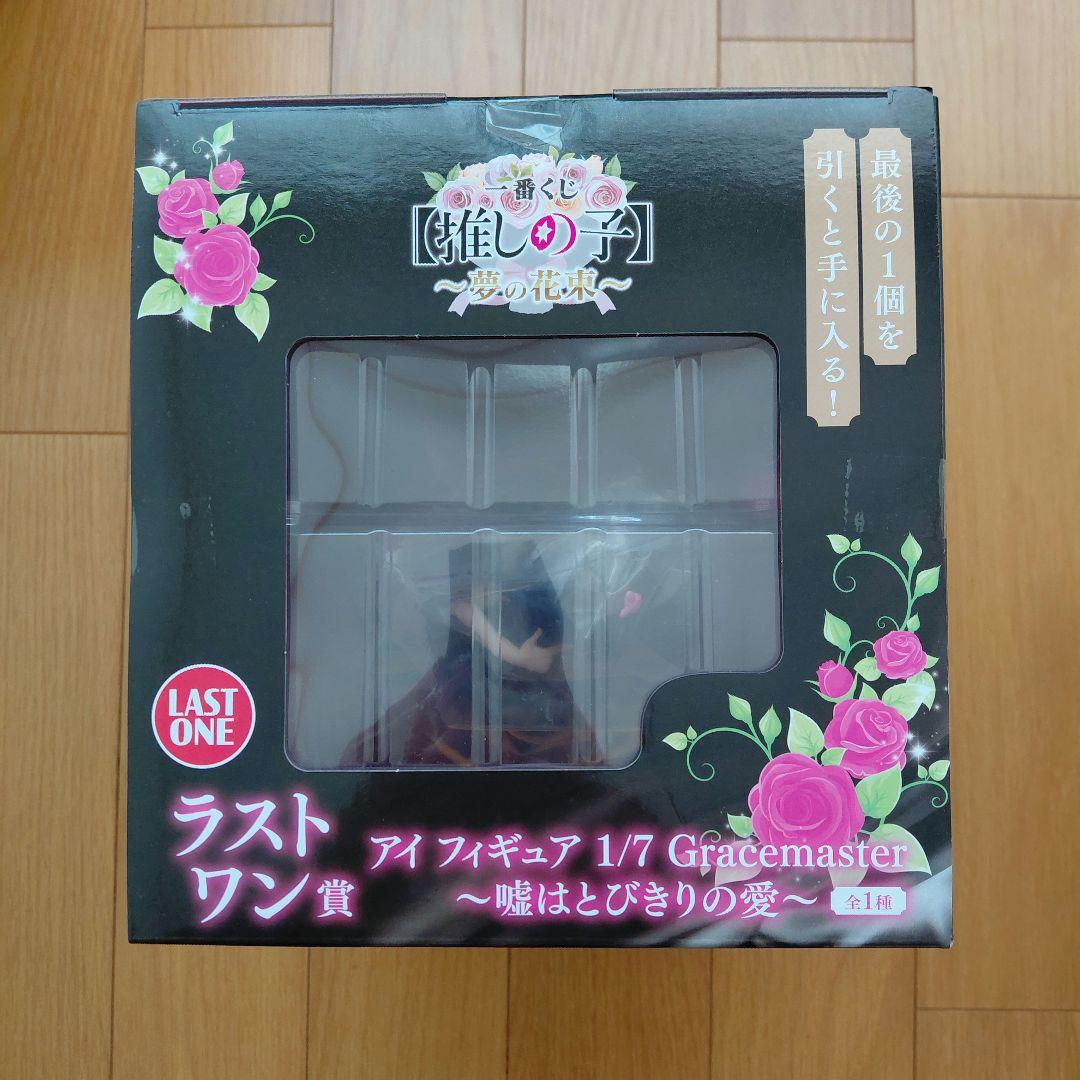 一番くじ
【推しの子】
～夢の花束～
最後の1個を
引くと手に入る!
LAST
ONE
ラスト
ワン賞
アイ フィギュア 1/7 Gracemaster
～嘘はとびきりの愛～
全1種